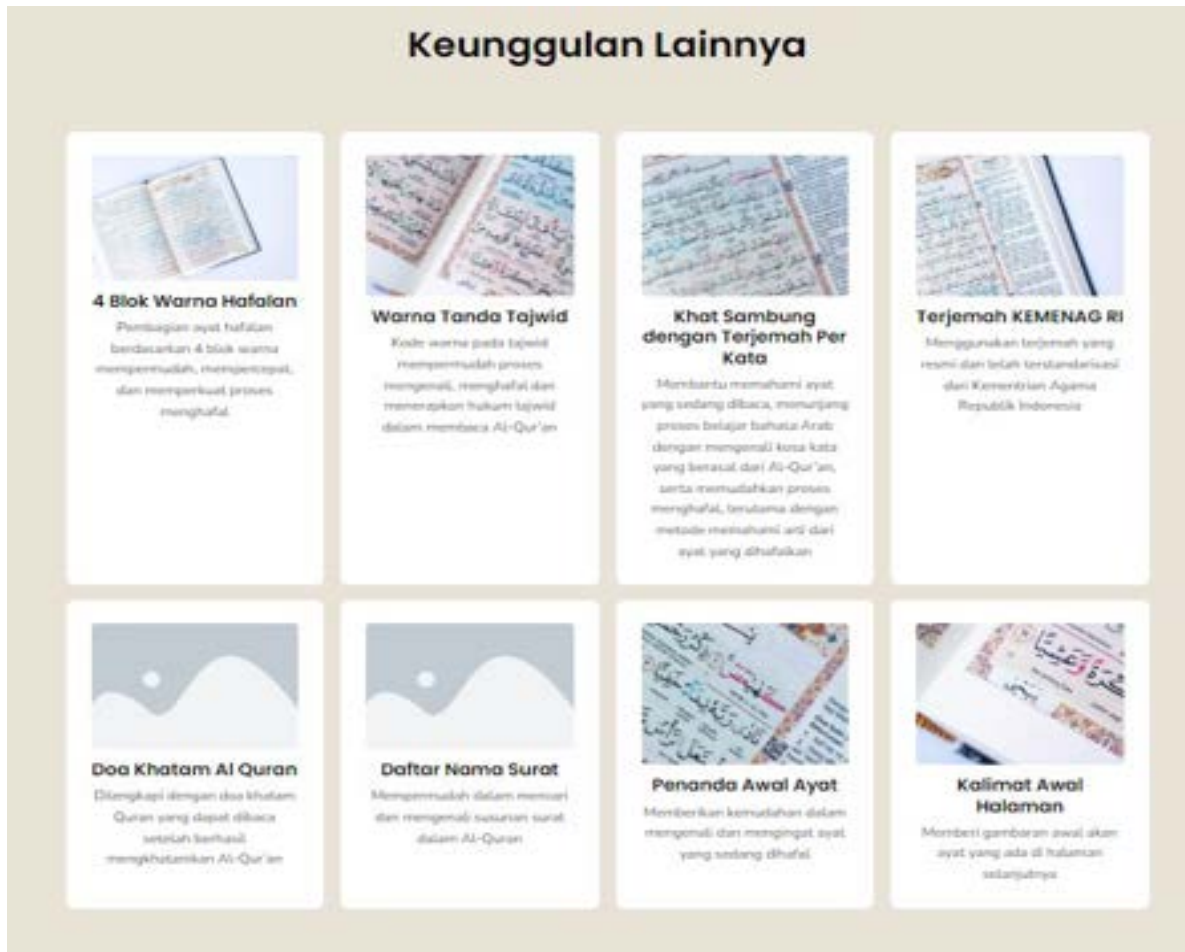 Keunggulan Lainnya
4 Blok Warna Hafalan
Pembagian ayat hafalan
berdasarkan 4 blok warna
mempermudah, mempercepat,
dan memperkuat proses
menghafal
Warna Tanda Tajwid
Kode warna pada tajwid
mempermudah proses
mengenali, menghafal dan
menerapkan hukum tajwid
dalam membaca Al-Qur'an
Khat Sambung
dengan Terjemah Per
Kata
Membantu memahami ayat
yang sedang dibaca, menunjang
proses belajar bahasa Arab
dengan mengenali kosa kata
yang berasal dari Al-Qur'an,
serta memudahkan proses
menghafal, terutama dengan
metode memahami arti dari
ayat yang dihafalkan
Terjemah KEMENAG RI
Menggunakan terjemah yang
resmi dan telah terstandarisasi
dari Kementrian Agama
Republik Indonesia
Doa Khatam Al Quran
Dilengkapi dengan doa khatam
Quran yang dapat dibaca
setelah berhasil
mengkhatamkan Al-Qur'an
Daftar Nama Surat
Mempermudah dalam mencari
dan mengenali susunan surat
dalam Al-Quran
Penanda Awal Ayat
Memberikan kemudahan dalam
mengenali dan mengingat ayat
yang sedang dihafal
Kalimat Awal
Halaman
Memberi gambaran awal akan
ayat yang ada di halaman
selanjutnya